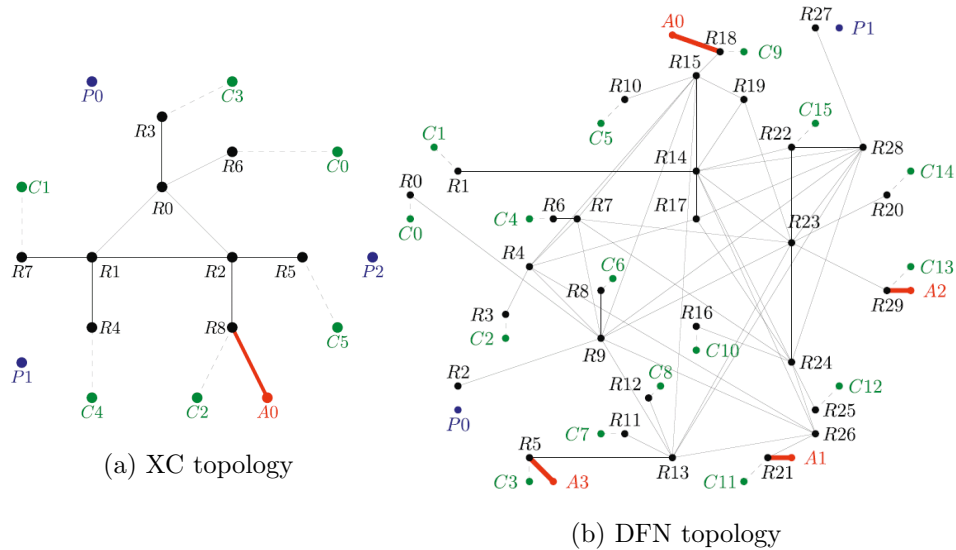 P0
C3
R3
R6
C0
C1
R0
R7
R1
R2
R5
P2
R4
R8
C5
P1
C4
C2
A0
(a) XC topology
A0
R27
P1
R18
C9
R15
R10
R19
C5
C15
C1
R22
R28
R14
R1
C14
R0
R6
R7
R17
R20
C4
C0
R23
R4
C6
C13
R8
R29
A2
R3
R16
C2
R9
C10
R24
R2
C8
C12
R12
P0
R25
R11
C7
R26
R5
R13
A1
R21
C3
A3
C11
(b) DFN topology